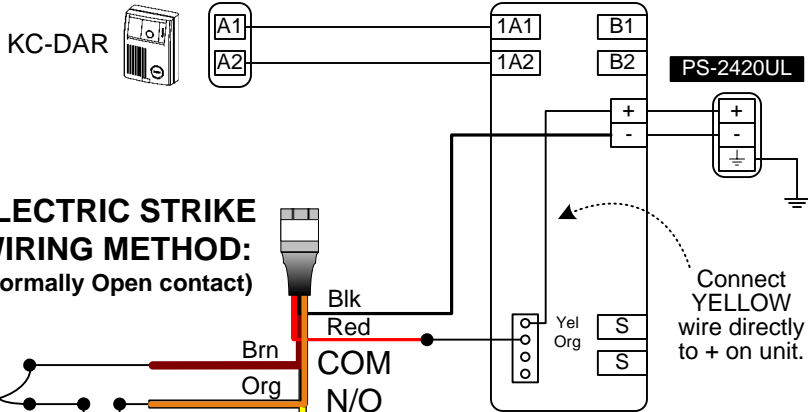 KC-DAR
A1
A2
1A1
1A2
B1
B2
PS-2420UL
+
-
+
-
LECTRIC STRIKE
WIRING METHOD:
ormally Open contact)
Blk
Red
Brn
COM
Org
N/O
Yel
Org
S
S
Connect
YELLOW
wire directly
to + on unit.